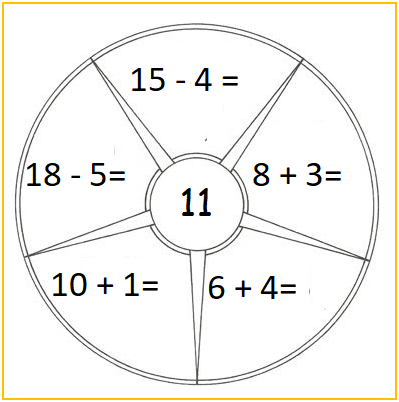 15 - 4 =
18 - 5=
8 + 3=
11
10 + 1=
6 + 4=